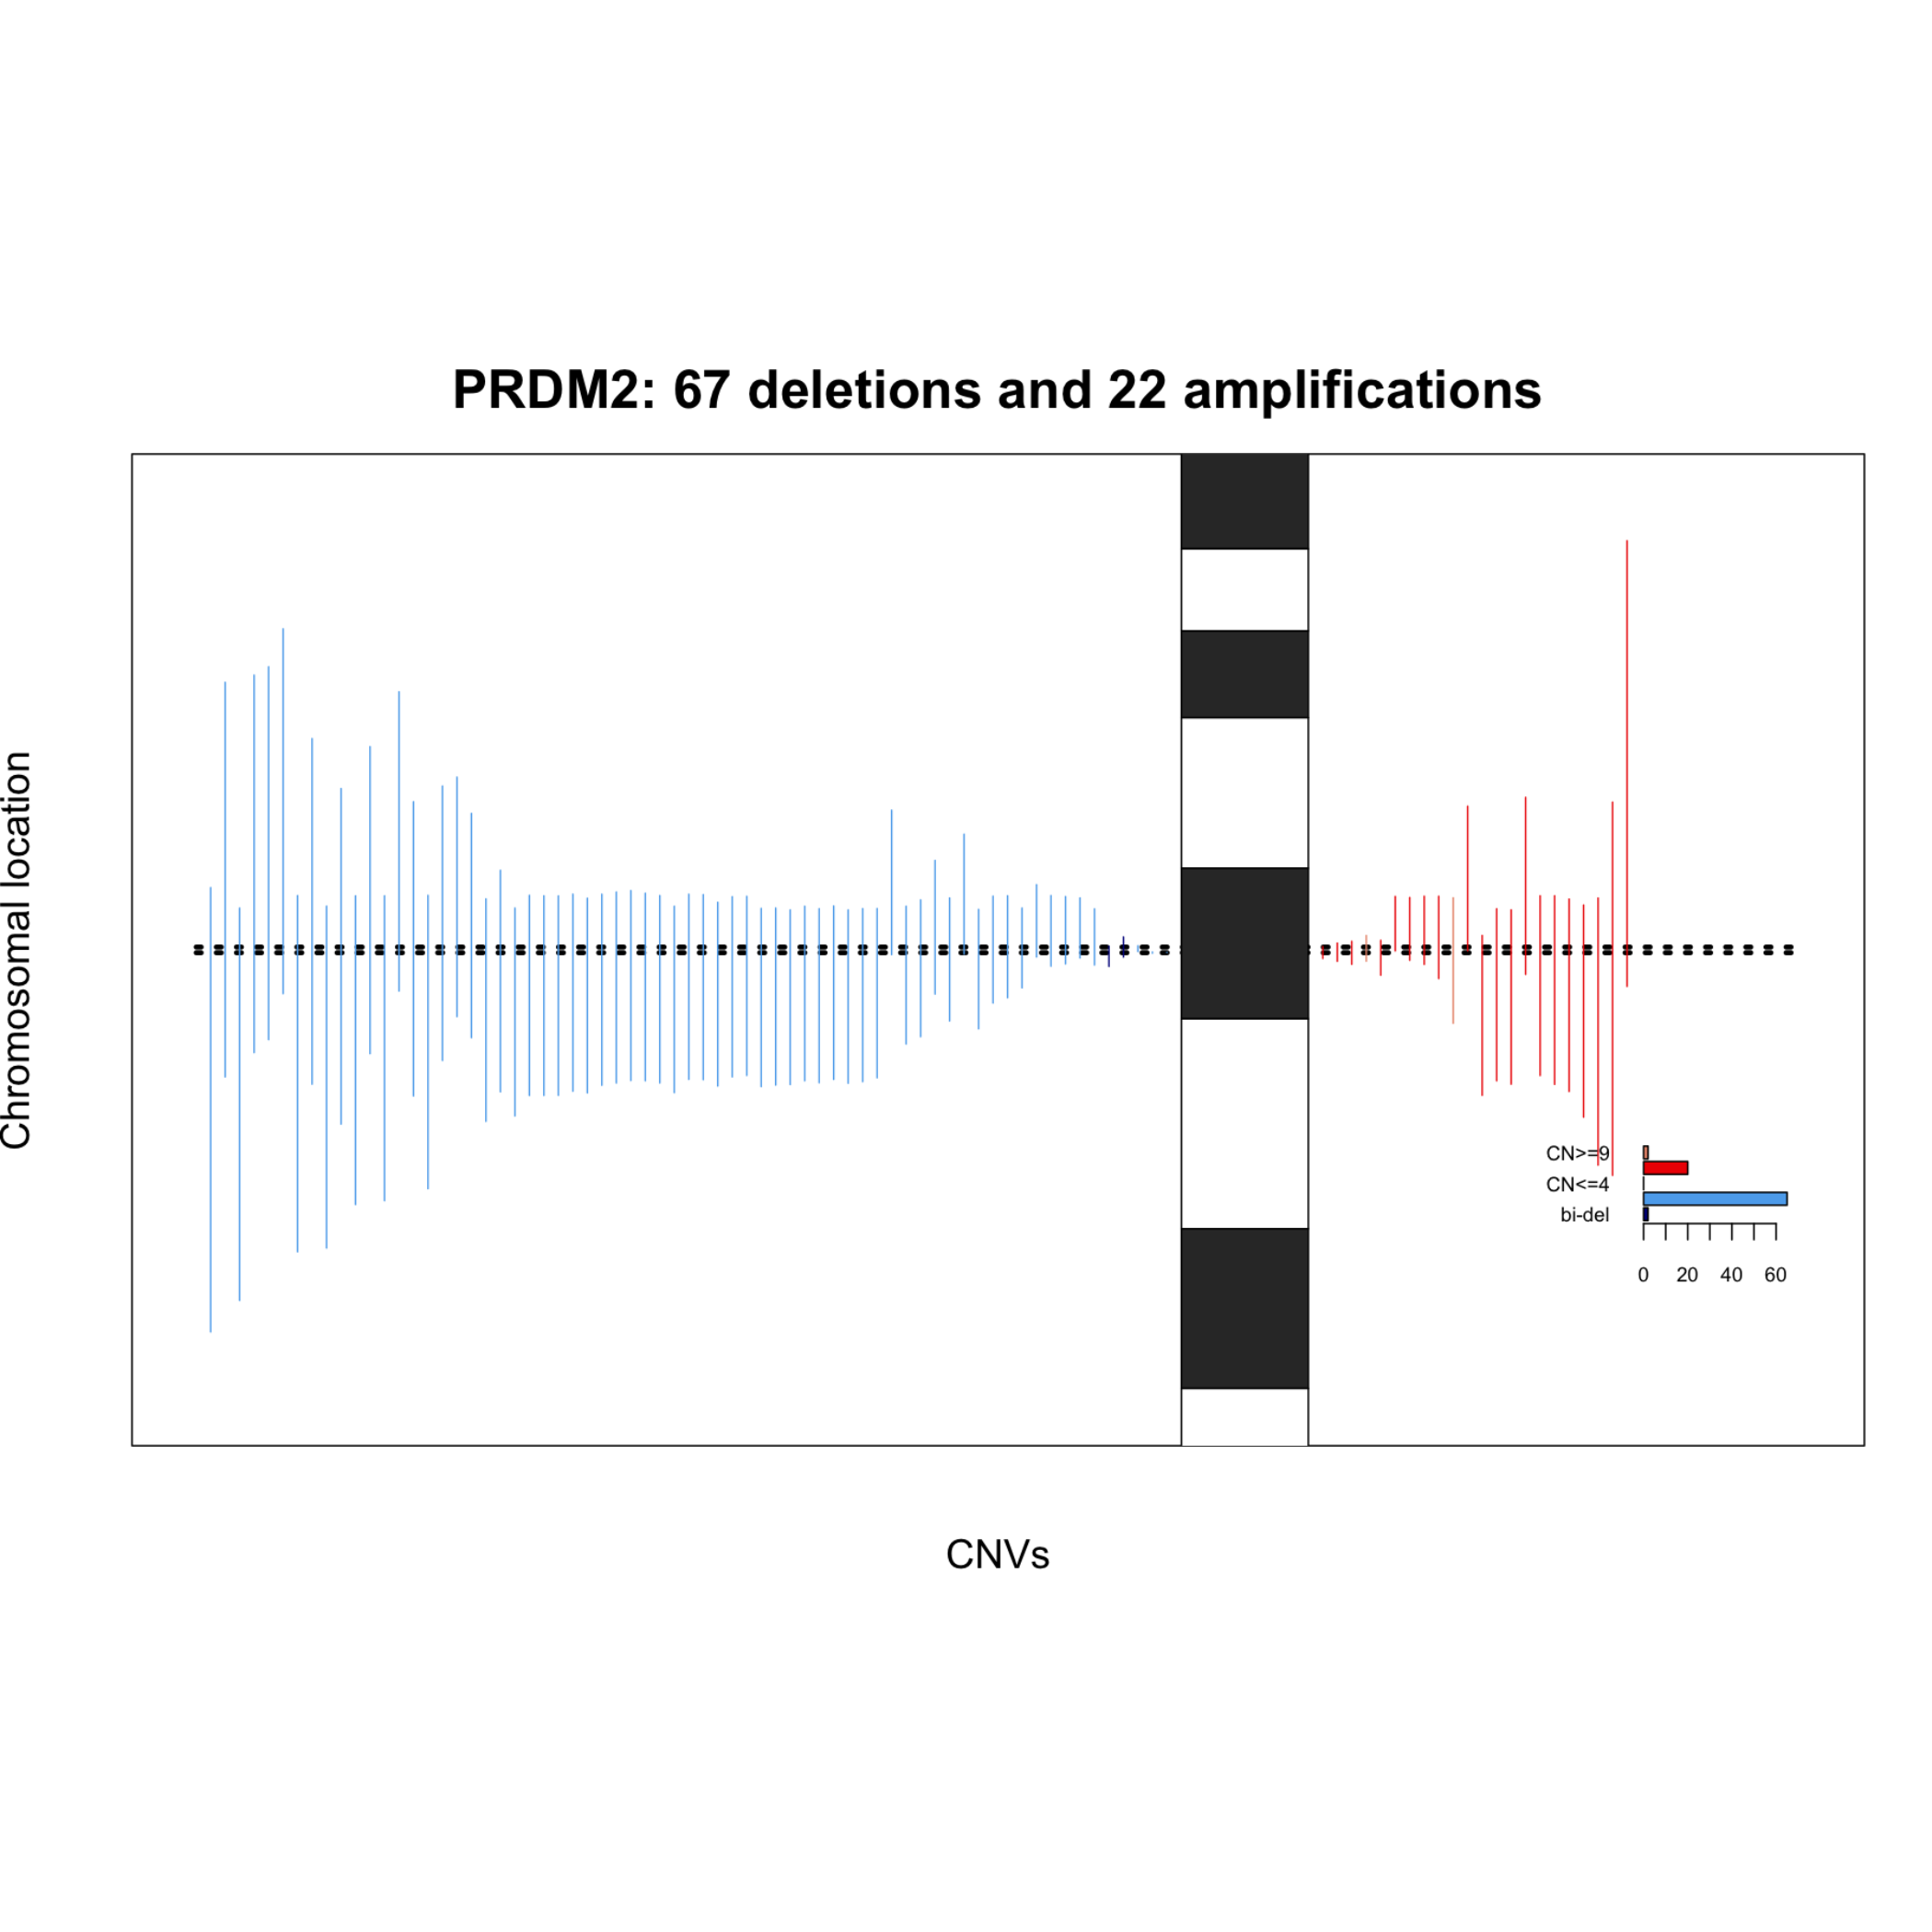 PRDM2: 67 deletions and 22 amplifications
Chromosomal location
CN>=9
CN<=4
bi-del
0 20 40 60
CNVs